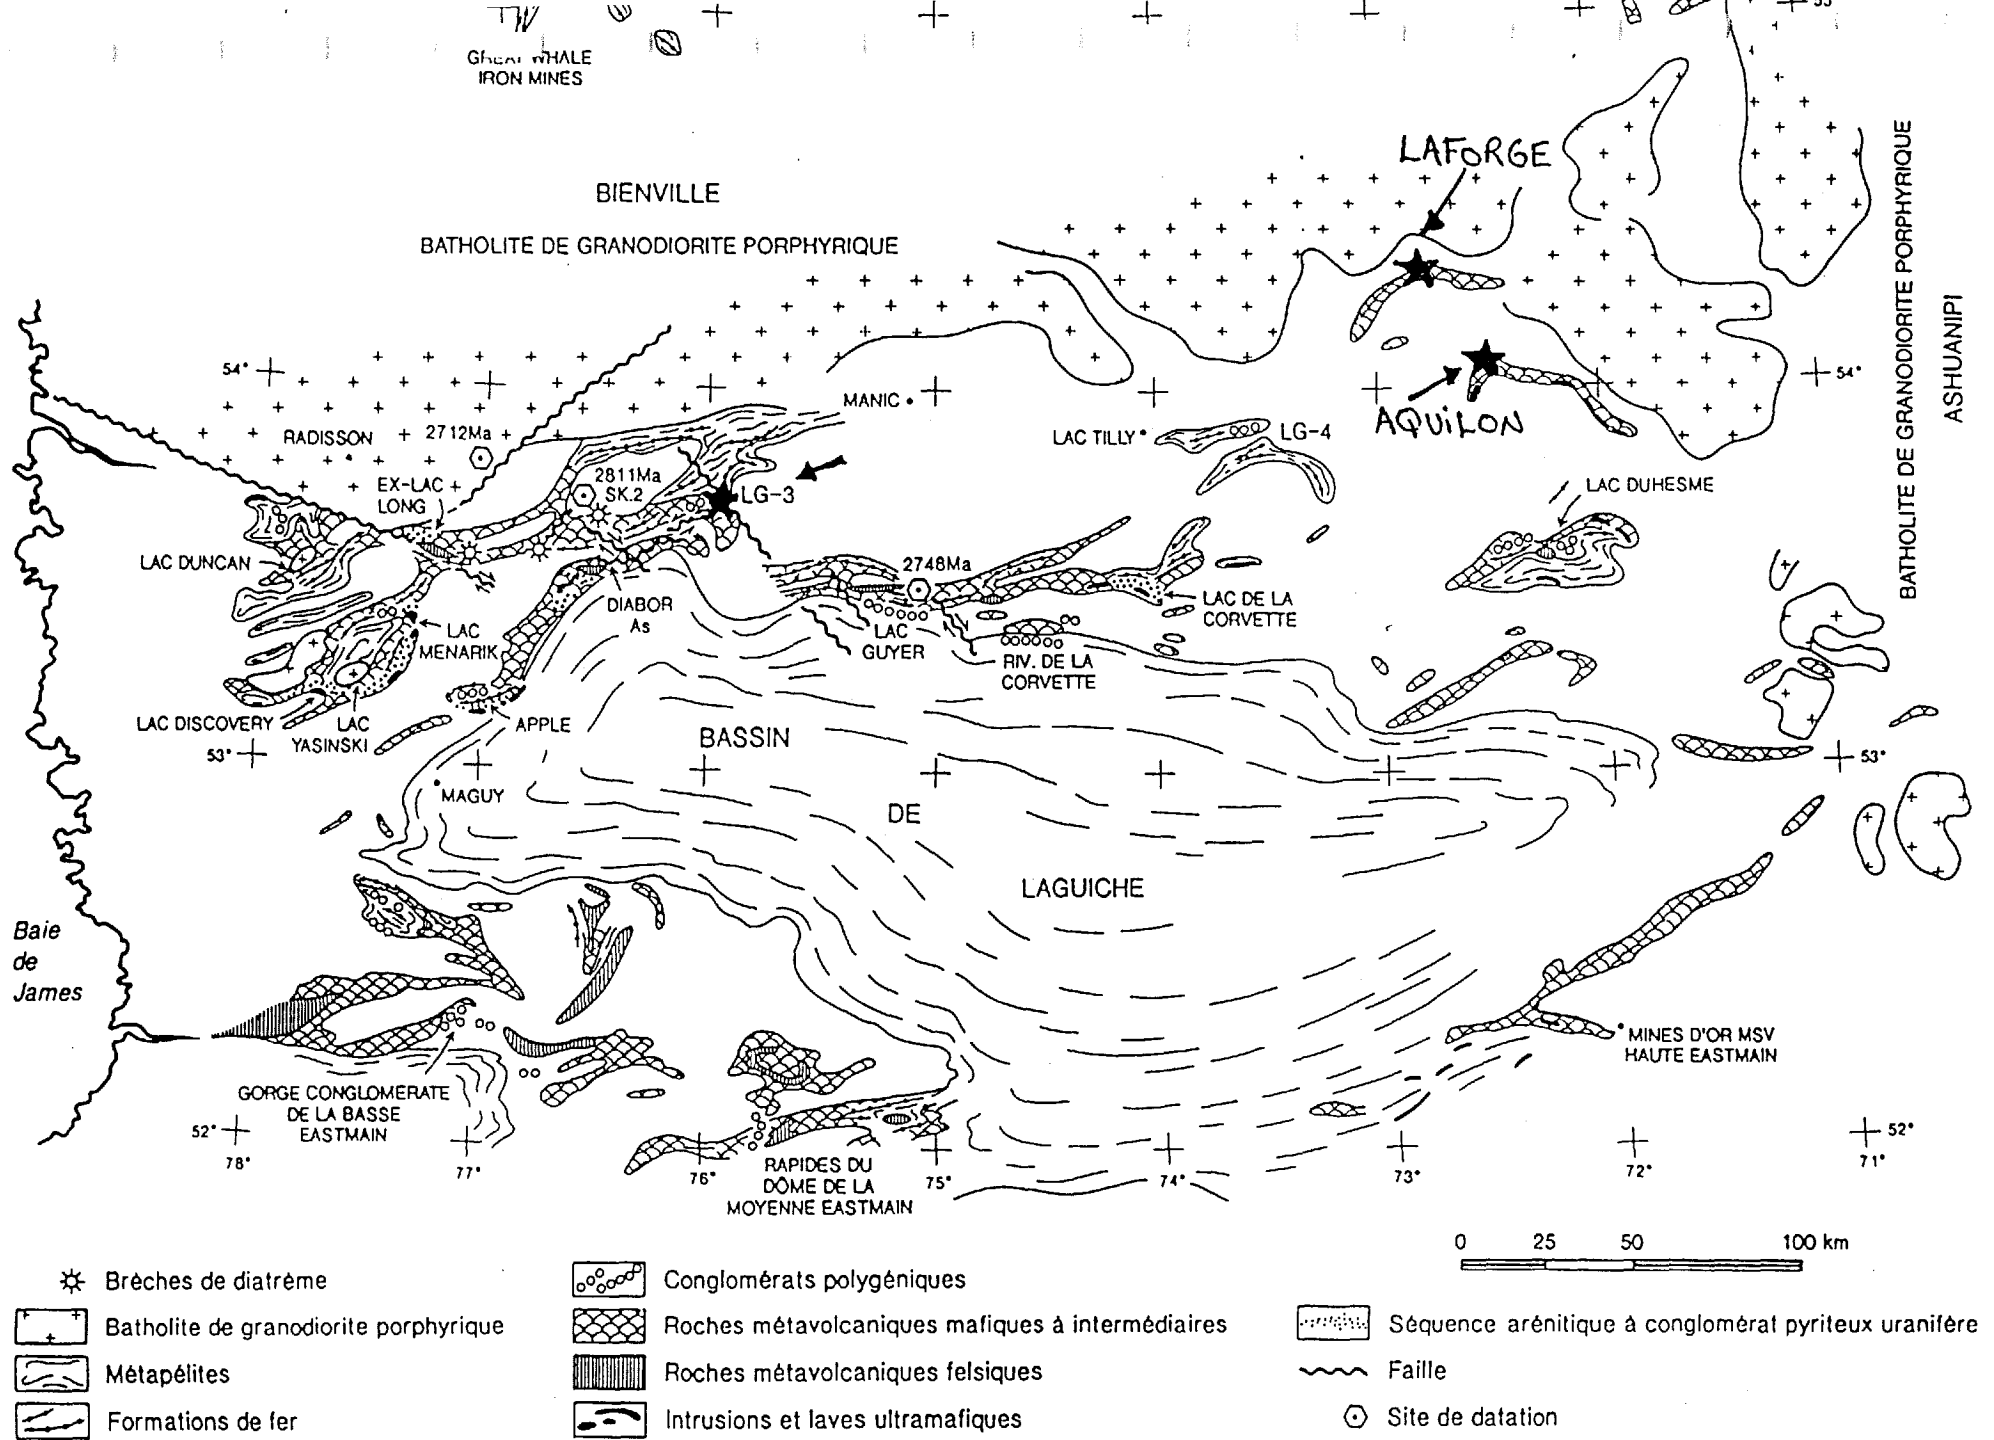 GREAT WHALE
IRON MINES
55°
LAFORGE
BIENVILLE
BATHOLITE DE GRANODIORITE PORPHYRIQUE
BATHOLITE DE GRANODIORITE PORPHYRIQUE
ASHUANIPI
54°
54°
MANIC
AQUILON
RADISSON
2712Ma
LAC TILLY
LG-4
EX-LAC
LONG
2811Ma
SK.2
LG-3
LAC DUHESME
LAC DUNCAN
2748Ma
DIABOR
As
LAC DE LA
CORVETTE
LAC
MENARIK
LAC
GUYER
RIV. DE LA
CORVETTE
LAC DISCOVERY
LAC
YASINSKI
APPLE
BASSIN
53°
53°
MAGUY
DE
LAGUICHE
Baie
de
James
MINES D'OR MSV
HAUTE EASTMAIN
GORGE CONGLOMERATE
DE LA BASSE
EASTMAIN
52°
52°
78°
77°
76°
75°
74°
73°
72°
71°
RAPIDES DU
DÔME DE LA
MOYENNE EASTMAIN
0 25 50 100 km
Brèches de diatrème
Batholite de granodiorite porphyrique
Métapélites
Formations de fer
Conglomérats polygéniques
Roches métavolcaniques mafiques à intermédiaires
Roches métavolcaniques felsiques
Intrusions et laves ultramafiques
Séquence arénitique à conglomérat pyriteux uranifère
Faille
Site de datation